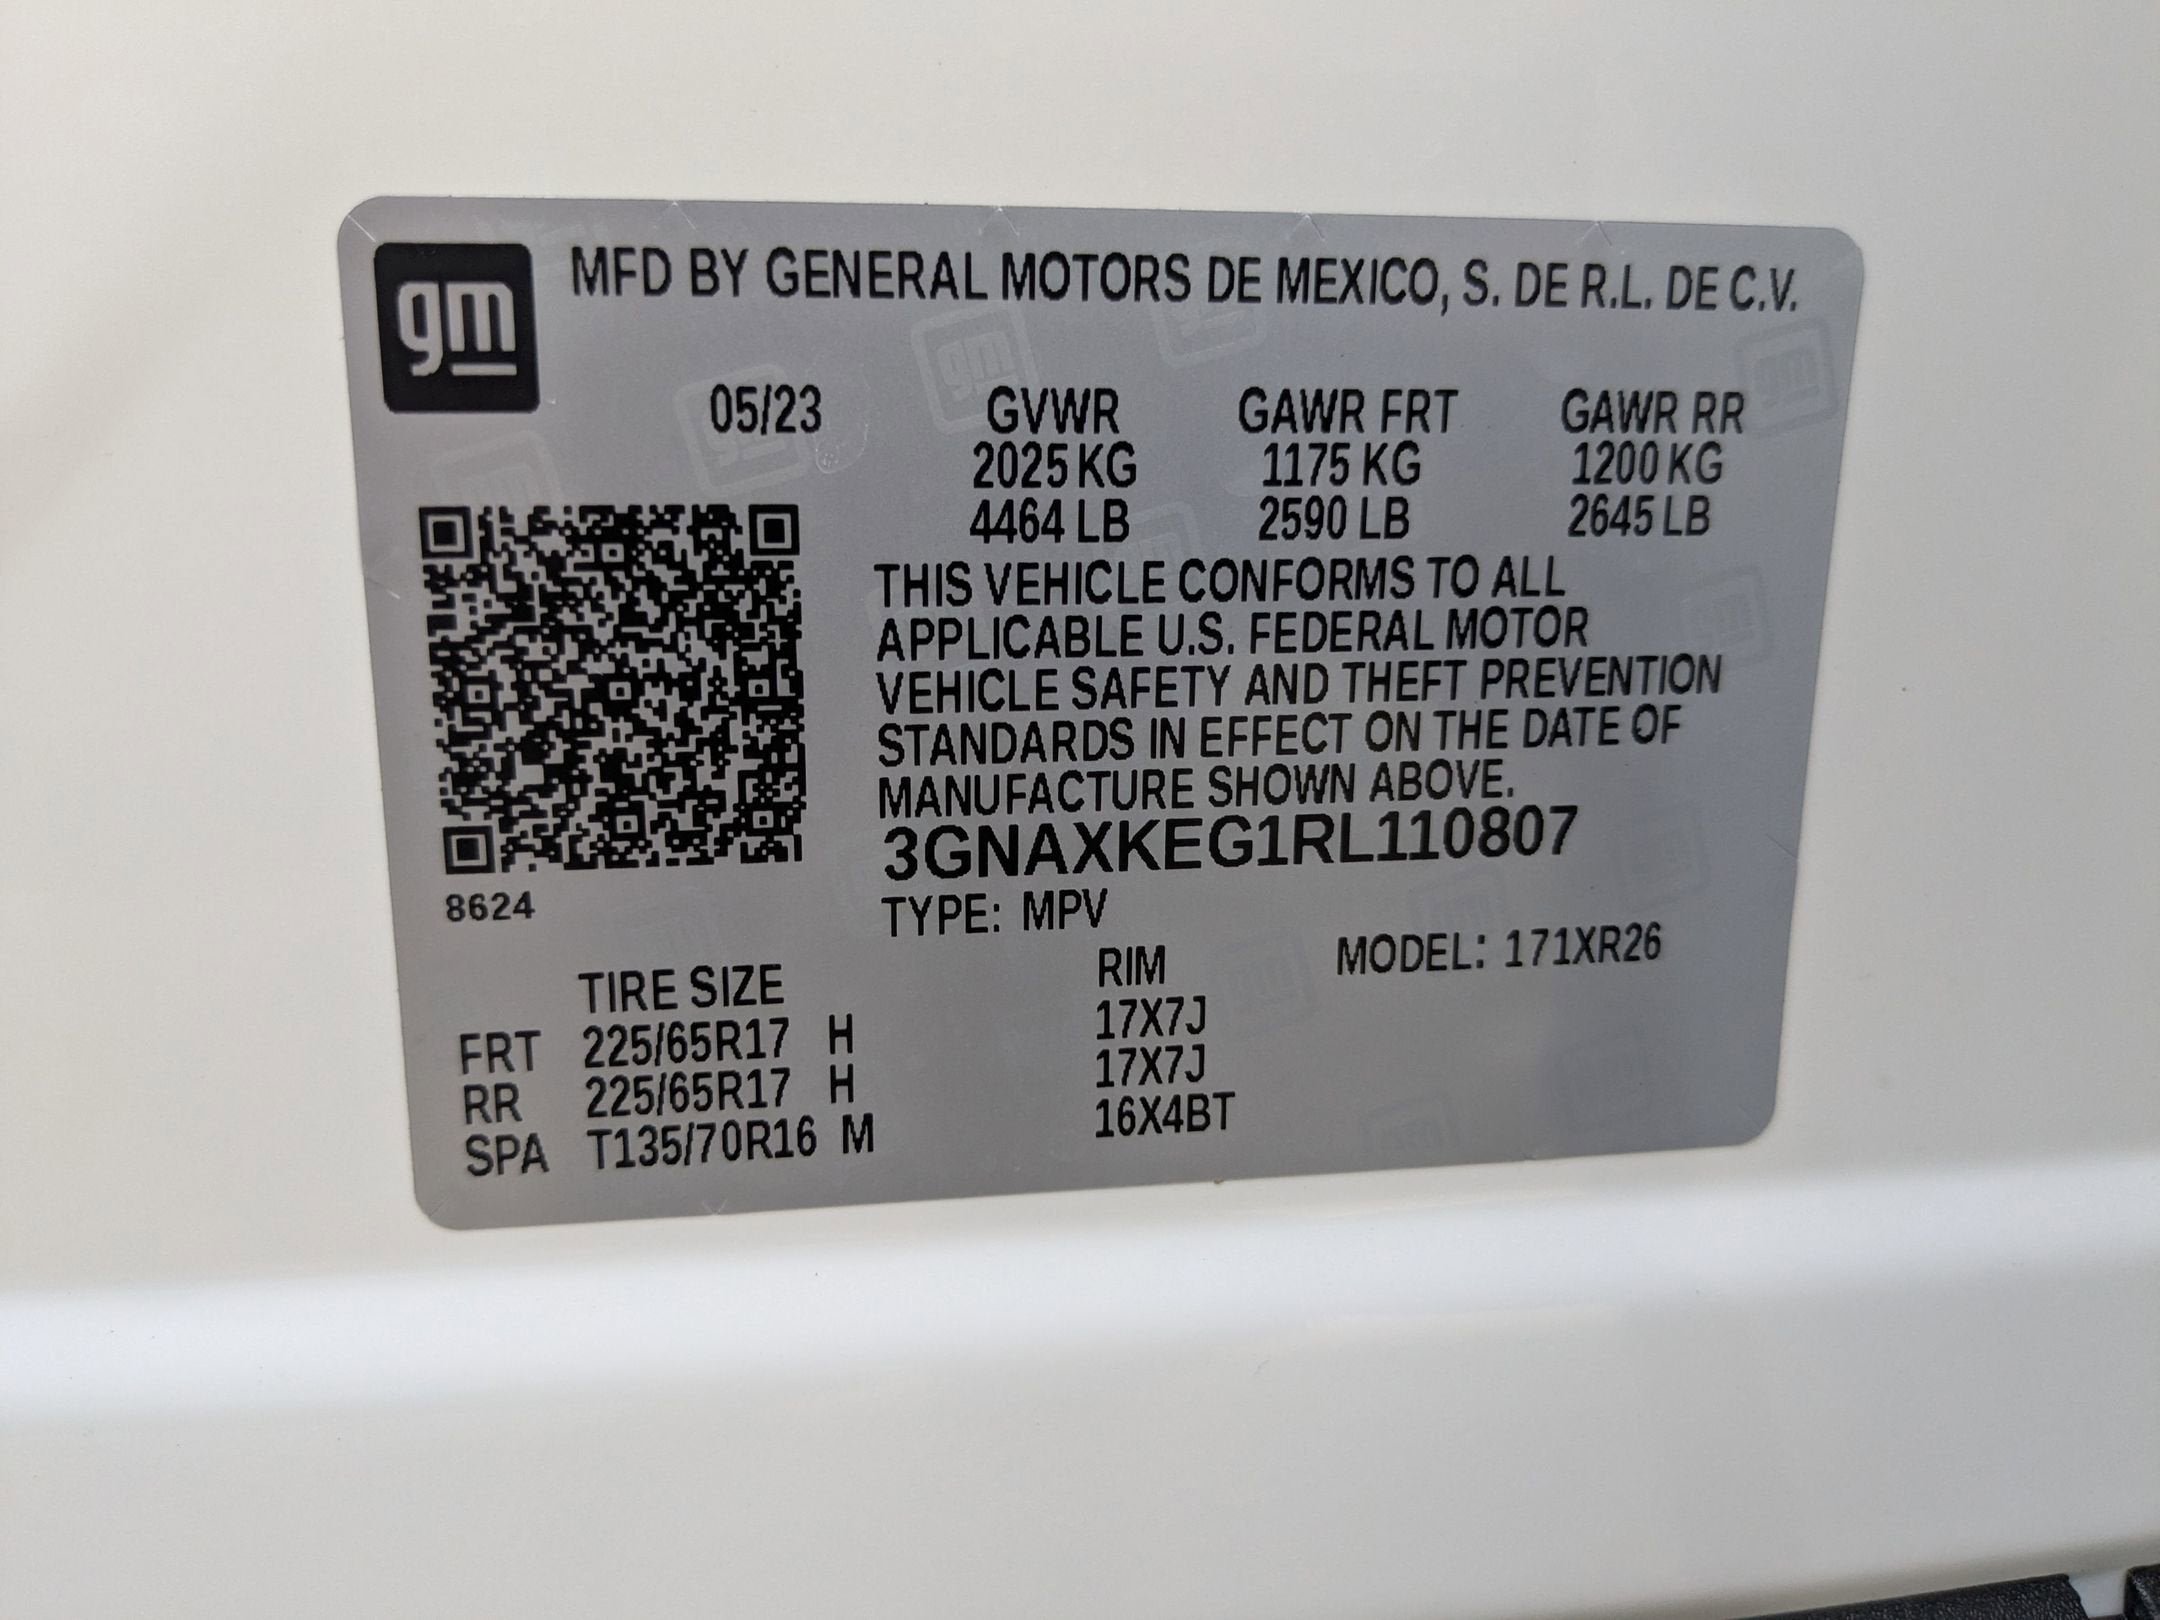 gm
MFD BY GENERAL MOTORS DE MEXICO, S. DE R.L. DE C.V.
05/23 GVWR GAWR FRT GAWR RR
2025 KG 1175 KG 1200 KG
4464 LB 2590 LB 2645 LB
THIS VEHICLE CONFORMS TO ALL
APPLICABLE U.S. FEDERAL MOTOR
VEHICLE SAFETY AND THEFT PREVENTION
STANDARDS IN EFFECT ON THE DATE OF
MANUFACTURE SHOWN ABOVE.
3GNAXKEG1RL110807
8624
TYPE: MPV
MODEL: 171XR26
TIRE SIZE RIM
FRT 225/65R17 H 17X7J
RR 225/65R17 H 17X7J
SPA T135/70R16 M 16X4BT